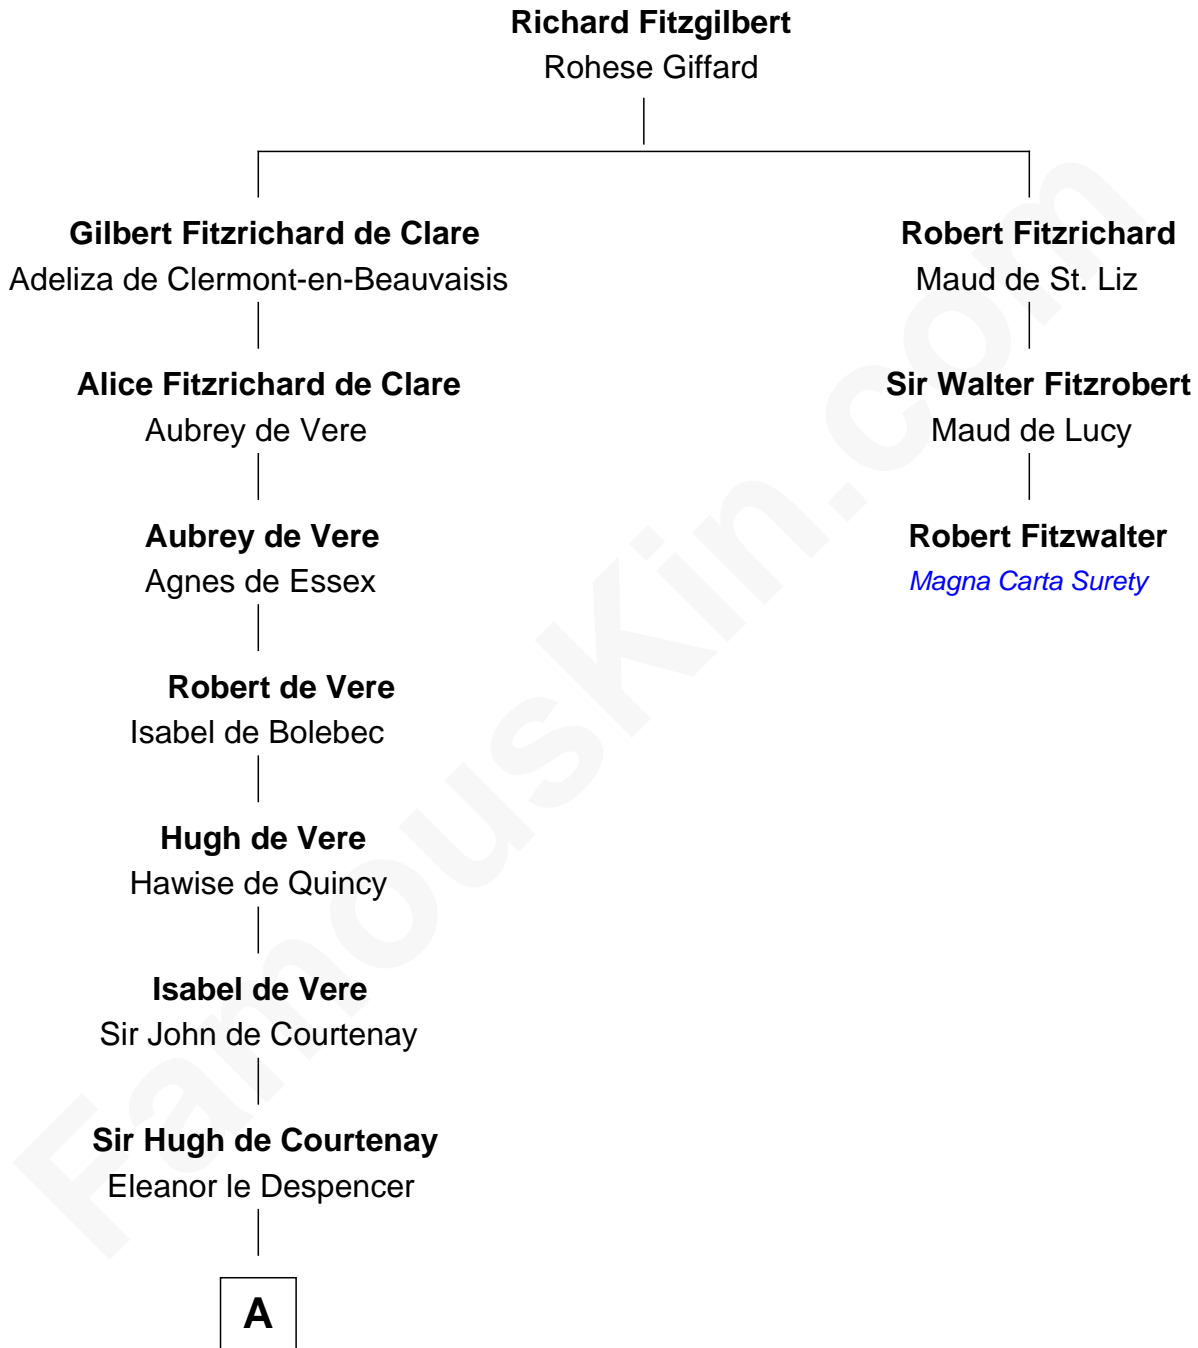 Richard Fitzgilbert
Rohese Giffard
Gilbert Fitzrichard de Clare
Adeliza de Clermont-en-Beauvaisis
Robert Fitzrichard
Maud de St. Liz
Alice Fitzrichard de Clare
Aubrey de Vere
Sir Walter Fitzrobert
Maud de Lucy
Aubrey de Vere
Agnes de Essex
Robert Fitzwalter
Magna Carta Surety
Robert de Vere
Isabel de Bolebec
Hugh de Vere
Hawise de Quincy
Isabel de Vere
Sir John de Courtenay
Sir Hugh de Courtenay
Eleanor le Despencer
A
FamousKin.com